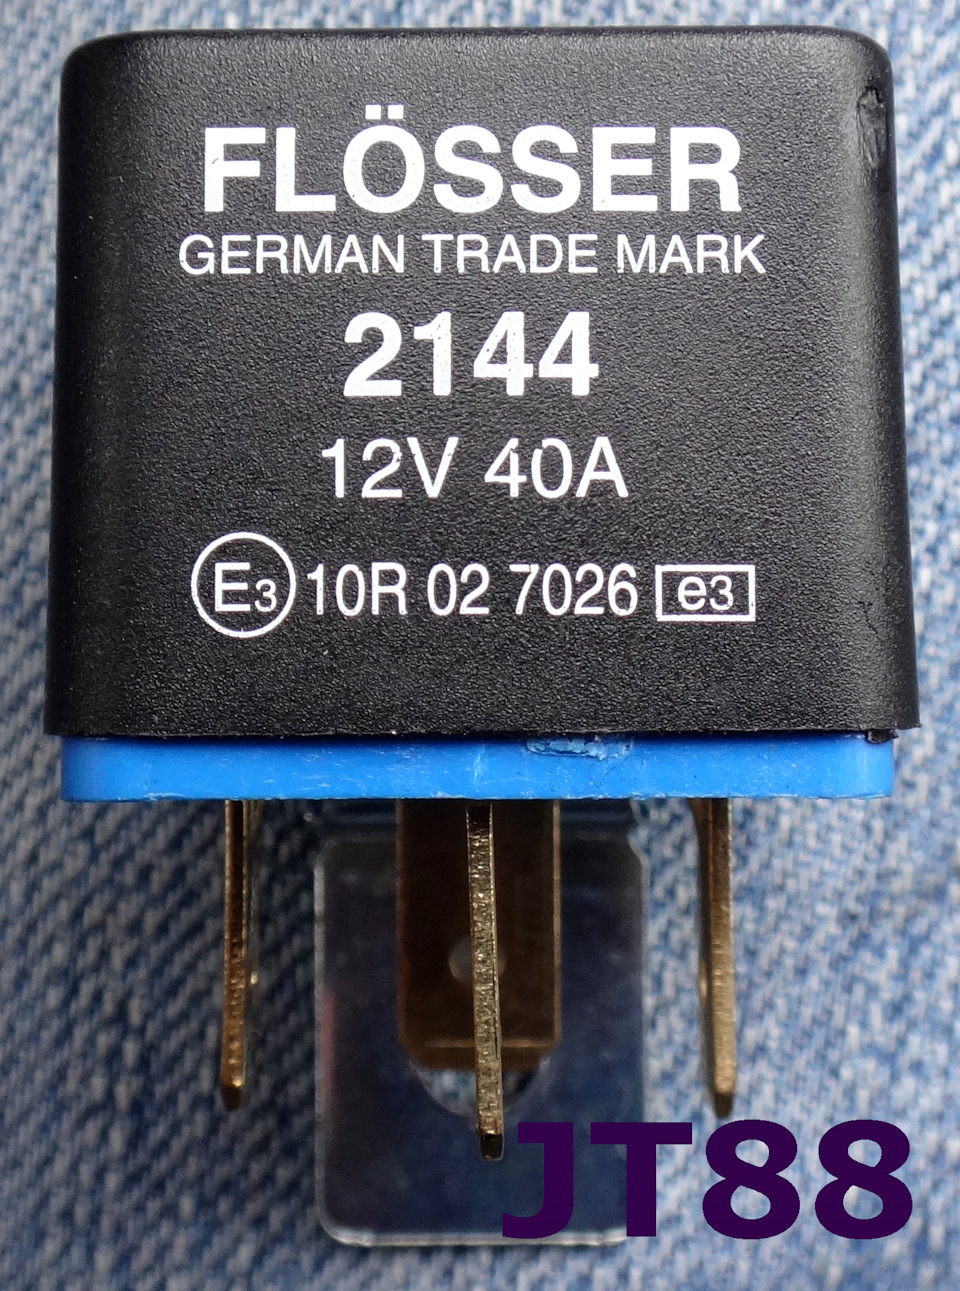 FLÖSSER
GERMAN TRADE MARK
2144
12V 40A
E3 10R 02 7026 e3
JT88